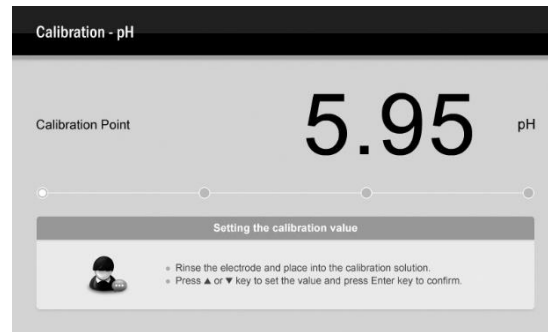 Calibration - pH
Calibration Point
5.95 pH
Setting the calibration value
Rinse the electrode and place into the calibration solution.
Press ▲ or ▼ key to set the value and press Enter key to confirm.